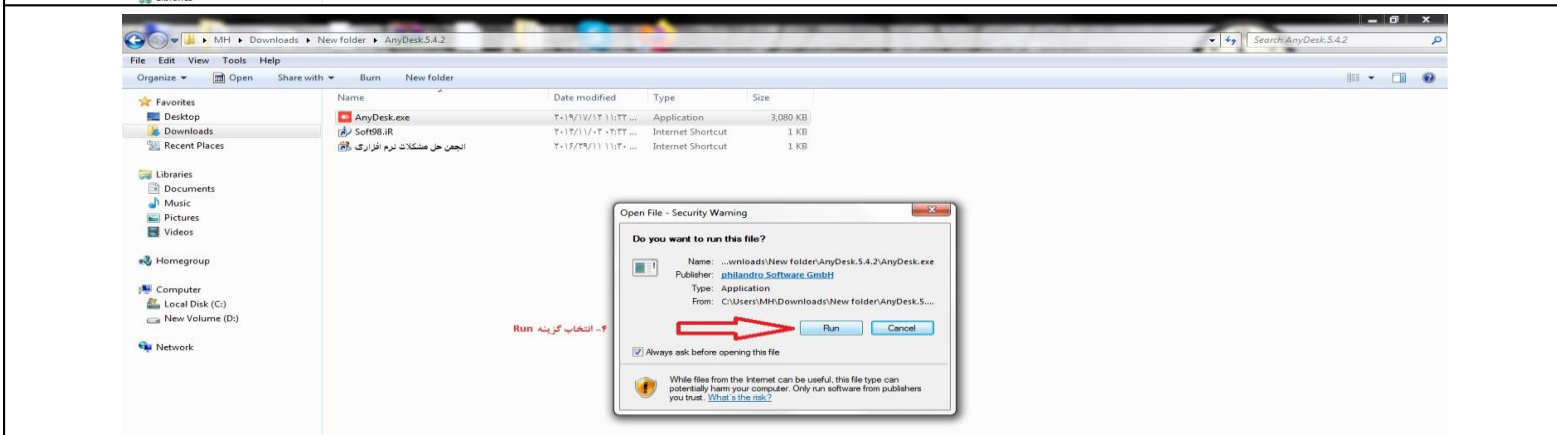 MH ▸ Downloads ▸ New folder ▸ AnyDesk.5.4.2
Search AnyDesk.5.4.2
File Edit View Tools Help
Organize Open Share with Burn New folder
Name Date modified Type Size
Favorites
Desktop
Downloads
Recent Places
Libraries
Documents
Music
Pictures
Videos
Homegroup
Computer
Local Disk (C:)
New Volume (D:)
Network
AnyDesk.exe ۲۰۱۹/۱۷/۱۲ ۱۱:۲۲ ... Application 3,080 KB
Soft98.iR Internet Shortcut 1 KB
انجمن حل مشکلات نرم افزاری Internet Shortcut 1 KB
Open File - Security Warning
Do you want to run this file?
Name: ...wnloads\New folder\AnyDesk.5.4.2\AnyDesk.exe
Publisher: philandro Software GmbH
Type: Application
From: C:\Users\MH\Downloads\New folder\AnyDesk.5....
۴- انتخاب گزینه Run
Run Cancel
Always ask before opening this file
While files from the Internet can be useful, this file type can
potentially harm your computer. Only run software from publishers
you trust. What's the risk?